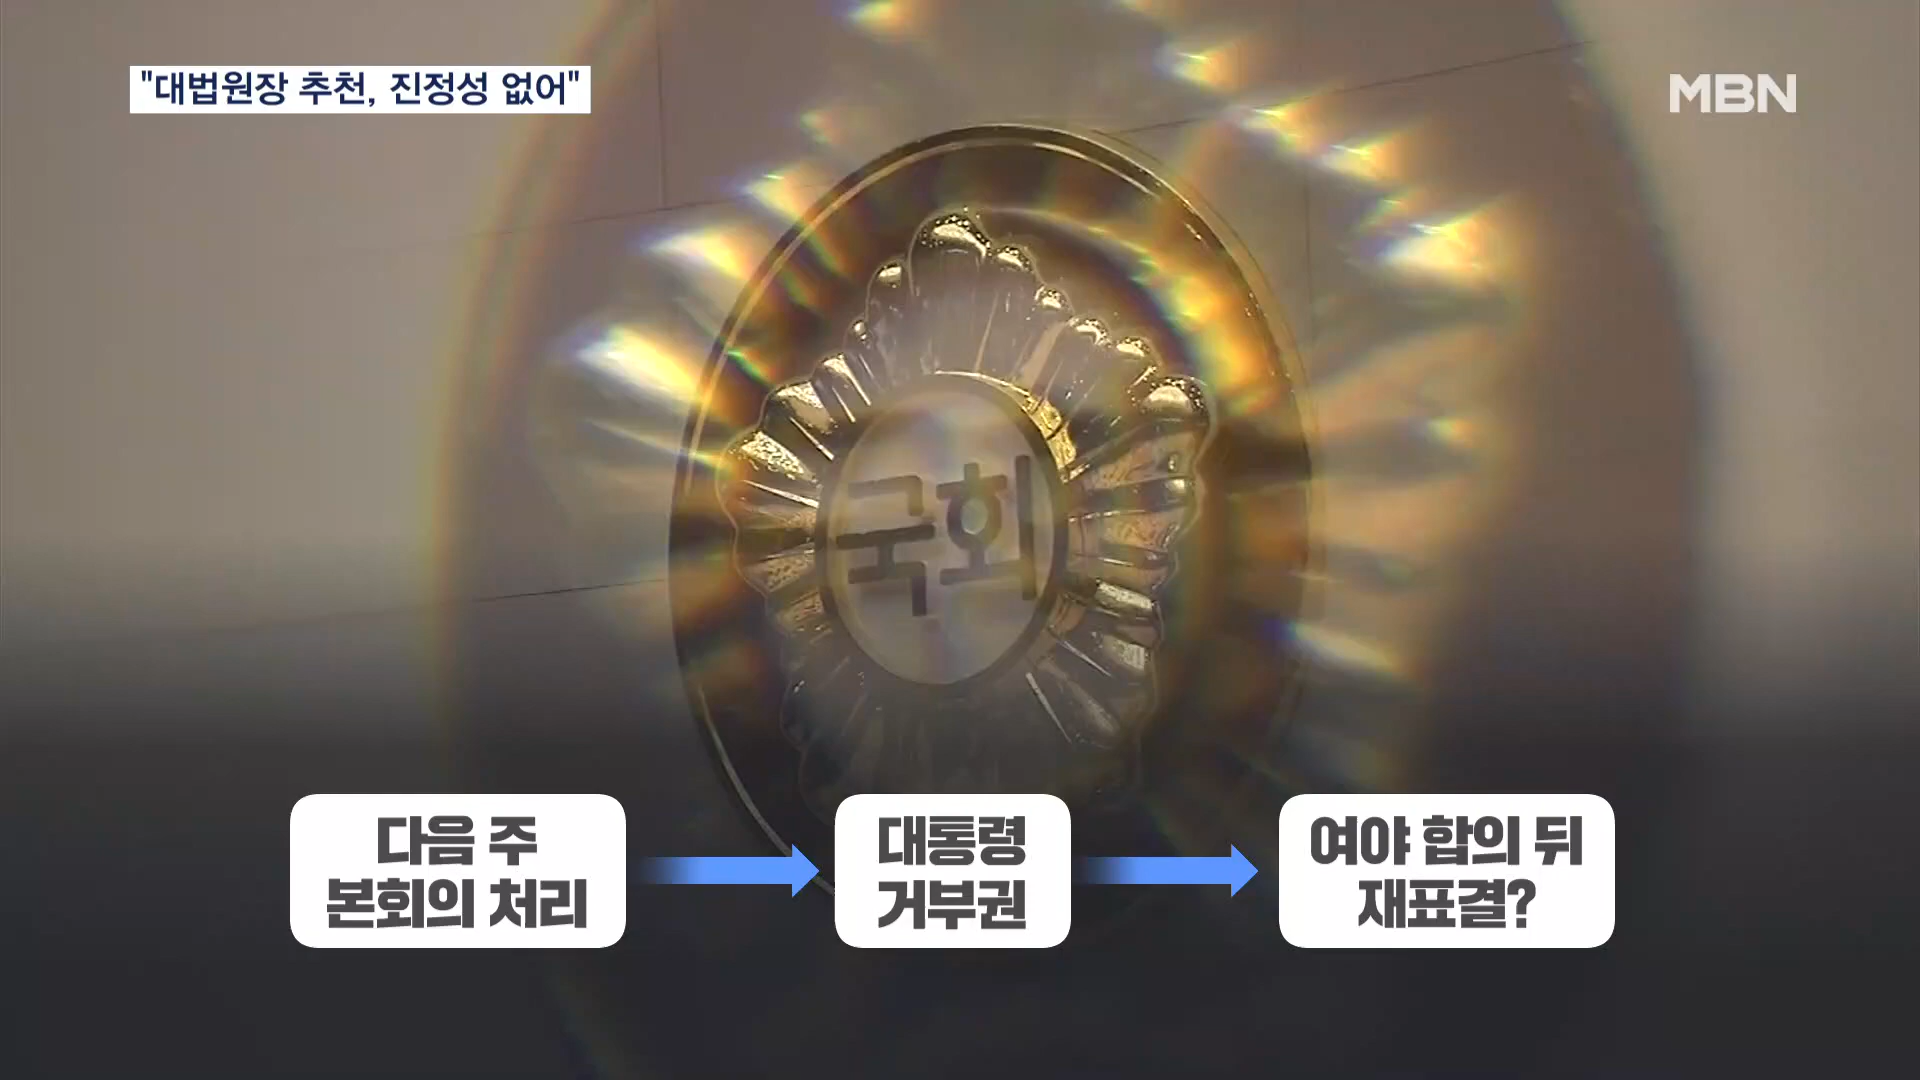 "대법원장 추천, 진정성 없어"
MBN
국회
다음 주
본회의 처리
대통령
거부권
여야 합의 뒤
재표결?